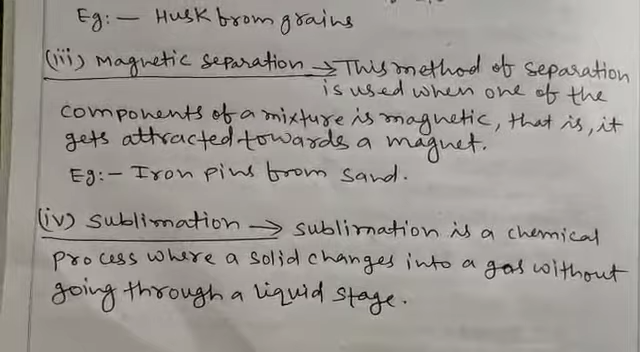 Eg:- Husk from grains
(iii) Magnetic separation → This method of separation
is used when one of the
components of a mixture is magnetic, that is, it
gets attracted towards a magnet.
Eg:- Iron pins from sand.
(iv) sublimation → sublimation is a chemical
process where a solid changes into a gas without
going through a liquid stage.